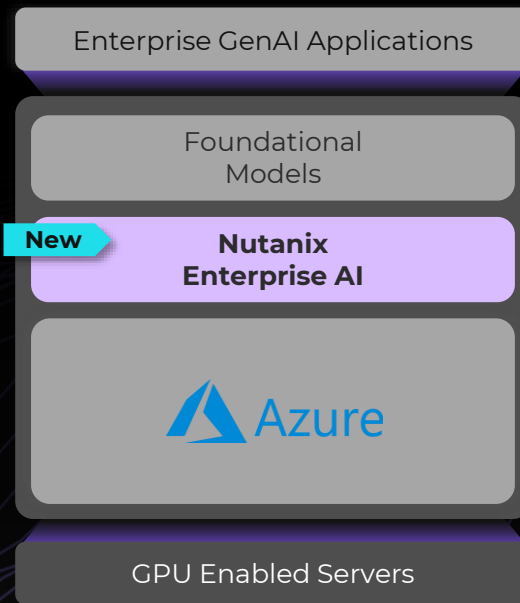 Enterprise GenAI Applications
Foundational
Models
New
Nutanix
Enterprise AI
Azure
GPU Enabled Servers